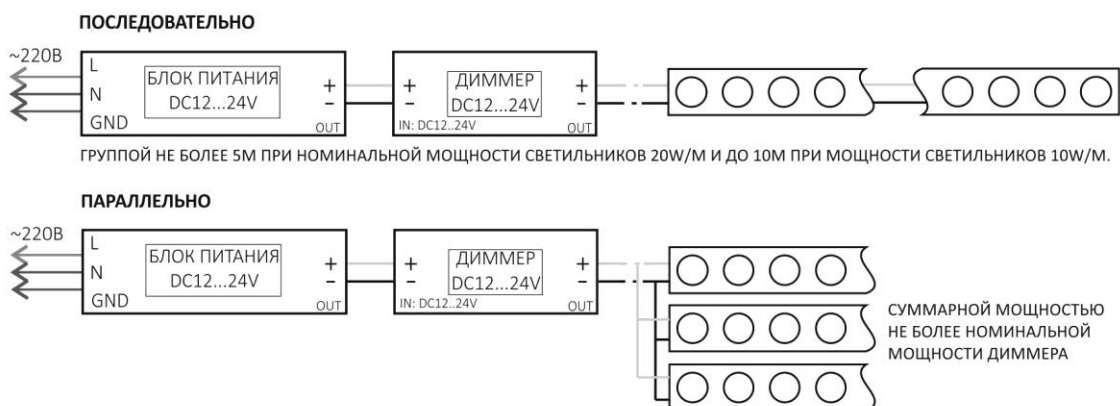 ПОСЛЕДОВАТЕЛЬНО
~220В
L
N
GND
БЛОК ПИТАНИЯ
DC12...24V
+
-
OUT
+
-
IN: DC12..24V
ДИММЕР
DC12...24V
+
-
OUT
ГРУППОЙ НЕ БОЛЕЕ 5М ПРИ НОМИНАЛЬНОЙ МОЩНОСТИ СВЕТИЛЬНИКОВ 20W/М И ДО 10М ПРИ МОЩНОСТИ СВЕТИЛЬНИКОВ 10W/М.
ПАРАЛЛЕЛЬНО
~220В
L
N
GND
БЛОК ПИТАНИЯ
DC12...24V
+
-
OUT
+
-
IN: DC12..24V
ДИММЕР
DC12...24V
+
-
OUT
СУММАРНОЙ МОЩНОСТЬЮ
НЕ БОЛЕЕ НОМИНАЛЬНОЙ
МОЩНОСТИ ДИММЕРА